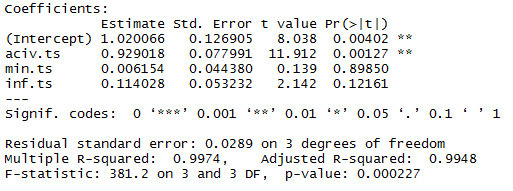 Coefficients:
            Estimate Std. Error t value Pr(>|t|)
(Intercept) 1.020066   0.126905   8.038  0.00402 **
aciv.ts     0.929018   0.077991  11.912  0.00127 **
min.ts      0.006154   0.044380   0.139  0.89850
inf.ts      0.114028   0.053232   2.142  0.12161
---
Signif. codes:  0 ‘***’ 0.001 ‘**’ 0.01 ‘*’ 0.05 ‘.’ 0.1 ‘ ’ 1
Residual standard error: 0.0289 on 3 degrees of freedom
Multiple R-squared:  0.9974,    Adjusted R-squared:  0.9948
F-statistic: 381.2 on 3 and 3 DF,  p-value: 0.000227